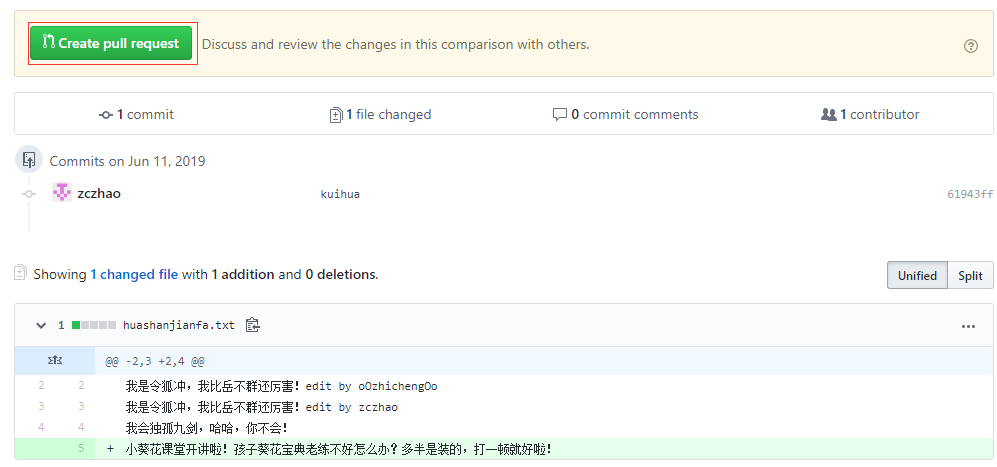 Create pull request Discuss and review the changes in this comparison with others.
1 commit 1 file changed 0 commit comments 1 contributor
Commits on Jun 11, 2019
zczhao kuihua 61943ff
Showing 1 changed file with 1 addition and 0 deletions. Unified Split
1 huashanjianfa.txt
@@ -2,3 +2,4 @@
2 2 我是令狐冲，我比岳不群还厉害！edit by oOzhichengOo
3 3 我是令狐冲，我比岳不群还厉害！edit by zczhao
4 4 我会独孤九剑，哈哈，你不会！
5 + 小葵花课堂开讲啦！孩子葵花宝典老练不好怎么办？多半是装的，打一顿就好啦！